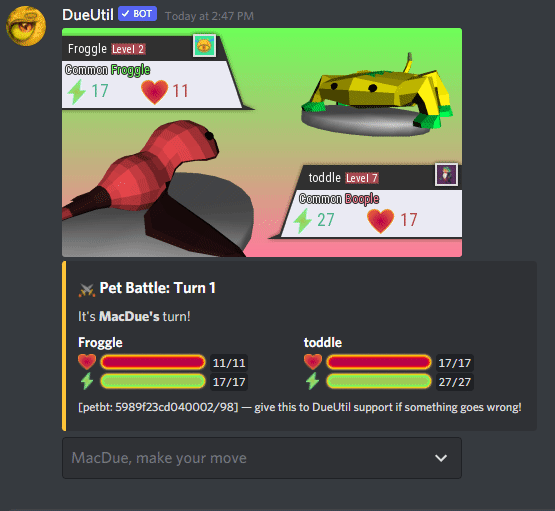 DueUtil ✓ BOT Today at 2:47 PM
Froggle Level 2
Common Froggle
17 11
toddle Level 7
Common Boople
27 17
Pet Battle: Turn 1
It's MacDue's turn!
Froggle toddle
11/11 17/17
17/17 27/27
[petbt: 5989f23cd040002/98] — give this to DueUtil support if something goes wrong!
MacDue, make your move